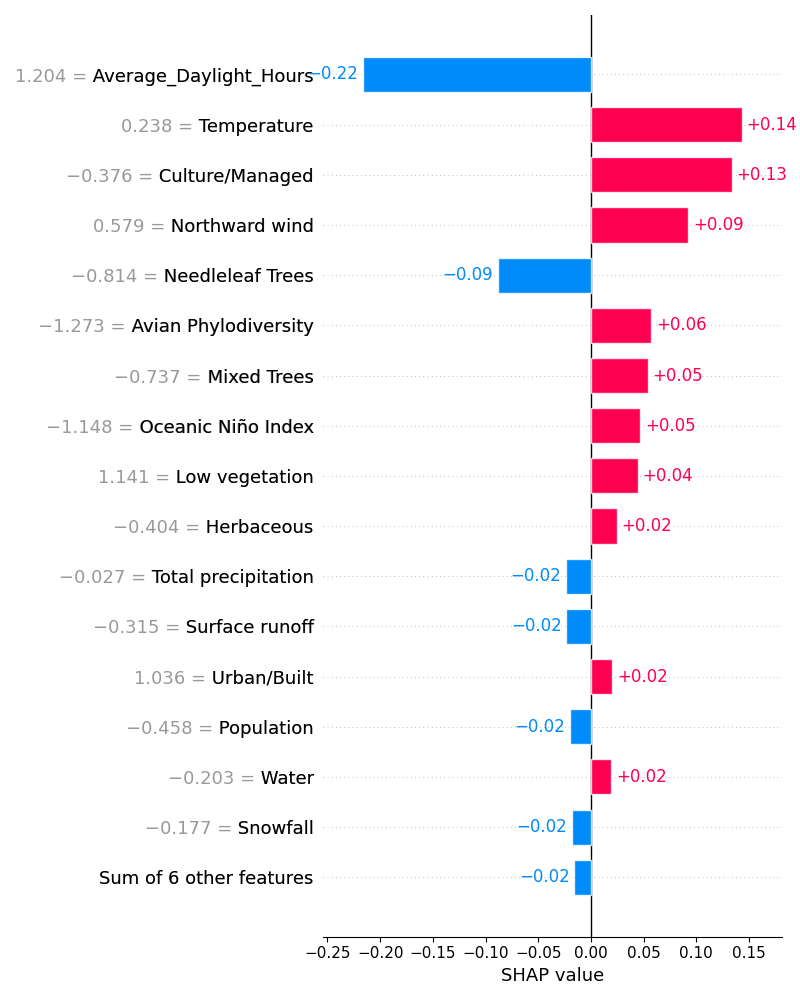 1.204 = Average_Daylight_Hours −0.22
0.238 = Temperature +0.14
−0.376 = Culture/Managed +0.13
0.579 = Northward wind +0.09
−0.814 = Needleleaf Trees −0.09
−1.273 = Avian Phylodiversity +0.06
−0.737 = Mixed Trees +0.05
−1.148 = Oceanic Niño Index +0.05
1.141 = Low vegetation +0.04
−0.404 = Herbaceous +0.02
−0.027 = Total precipitation −0.02
−0.315 = Surface runoff −0.02
1.036 = Urban/Built +0.02
−0.458 = Population −0.02
−0.203 = Water +0.02
−0.177 = Snowfall −0.02
Sum of 6 other features −0.02
−0.25 −0.20 −0.15 −0.10 −0.05 0.00 0.05 0.10 0.15
SHAP value